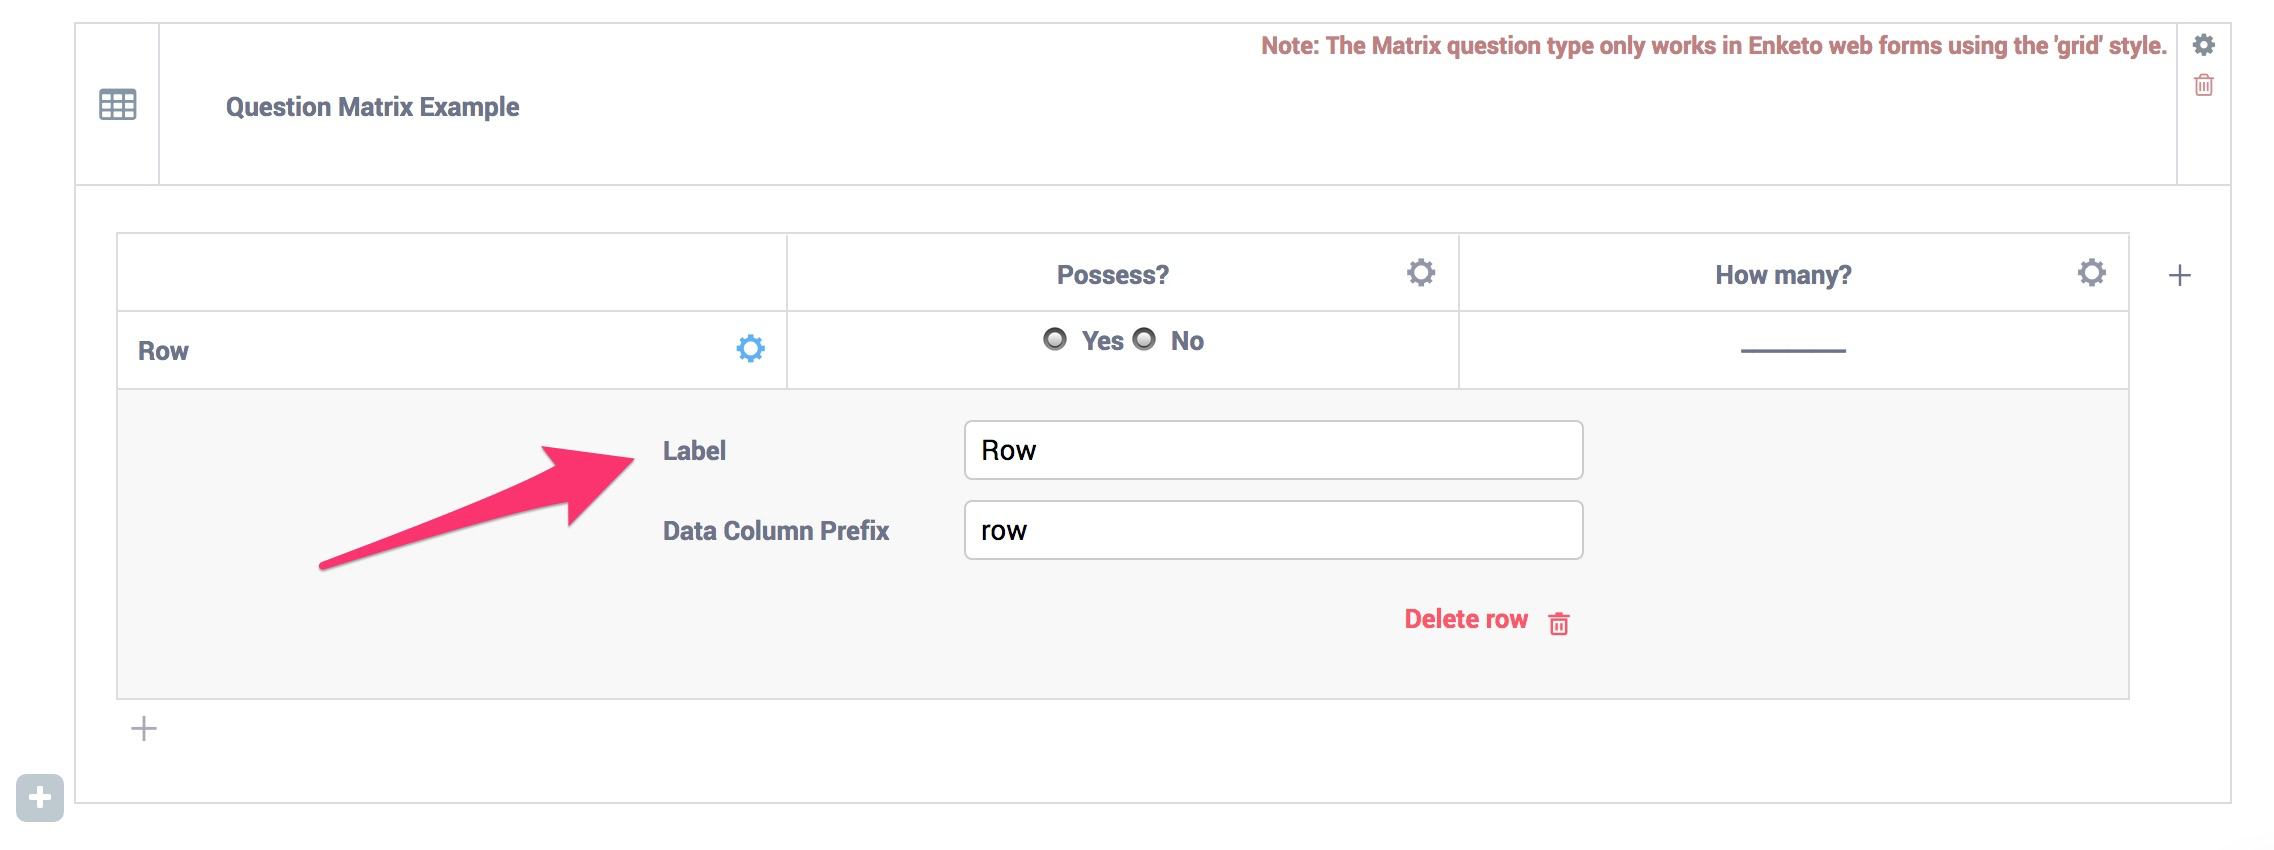 Note: The Matrix question type only works in Enketo web forms using the 'grid' style.
Question Matrix Example
Possess? How many?
Row Yes No
Label Row
Data Column Prefix row
Delete row